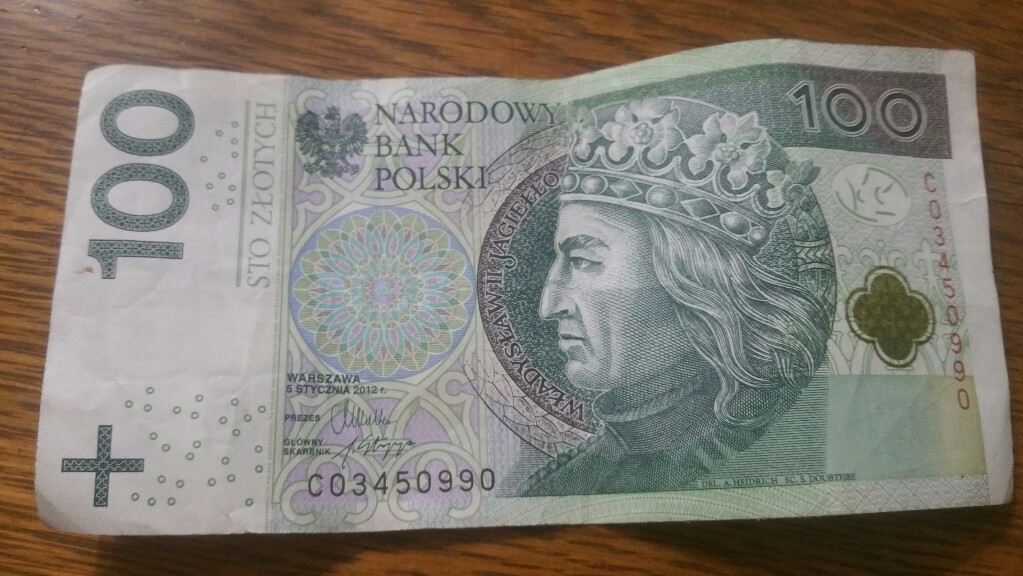 100
STO ZŁOTYCH
NARODOWY
BANK
POLSKI
WŁADYSŁAW II JAGIEŁŁO
100
C03450990
WARSZAWA
5 STYCZNIA 2012 r.
PREZES
GŁÓWNY
SKARBNIK
C03450990
DEL. A. HEIDRICH SC. S. DOUBTFIRE